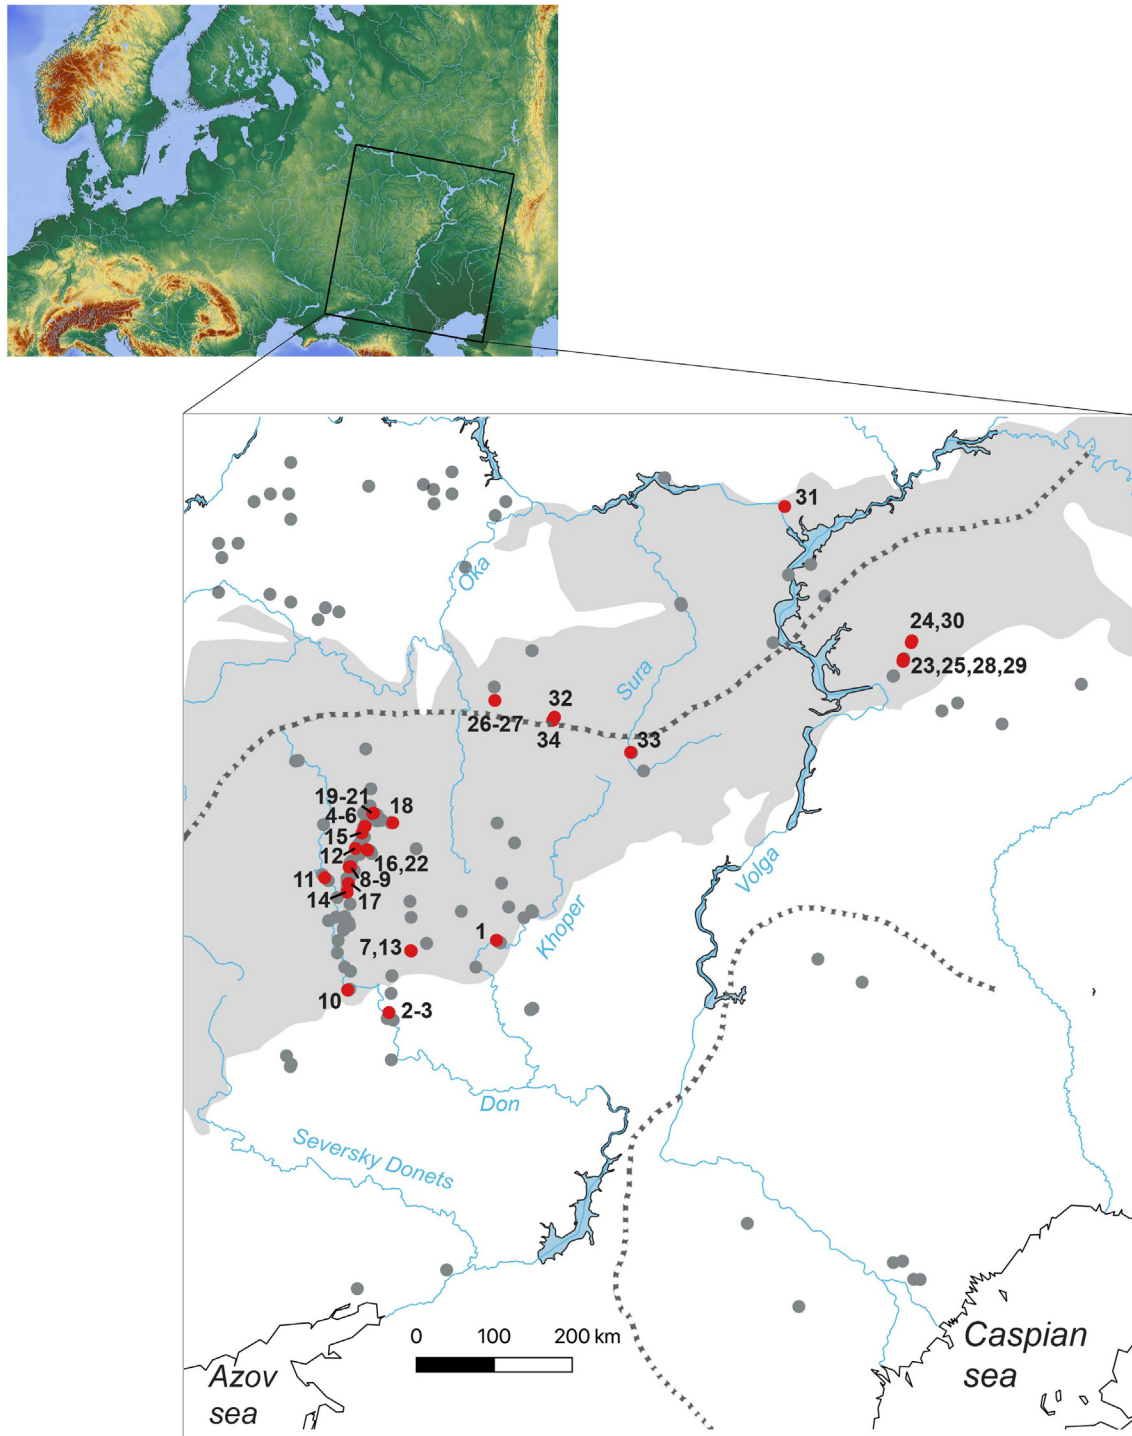 31
Oka
24,30
23,25,28,29
Sura
32
26-27
34
33
19-21
18
4-6
15
12
16,22
11
8-9
14
17
Volga
Khoper
1
7,13
10
2-3
Don
Seversky Donets
0 100 200 km
Azov
sea
Caspian
sea